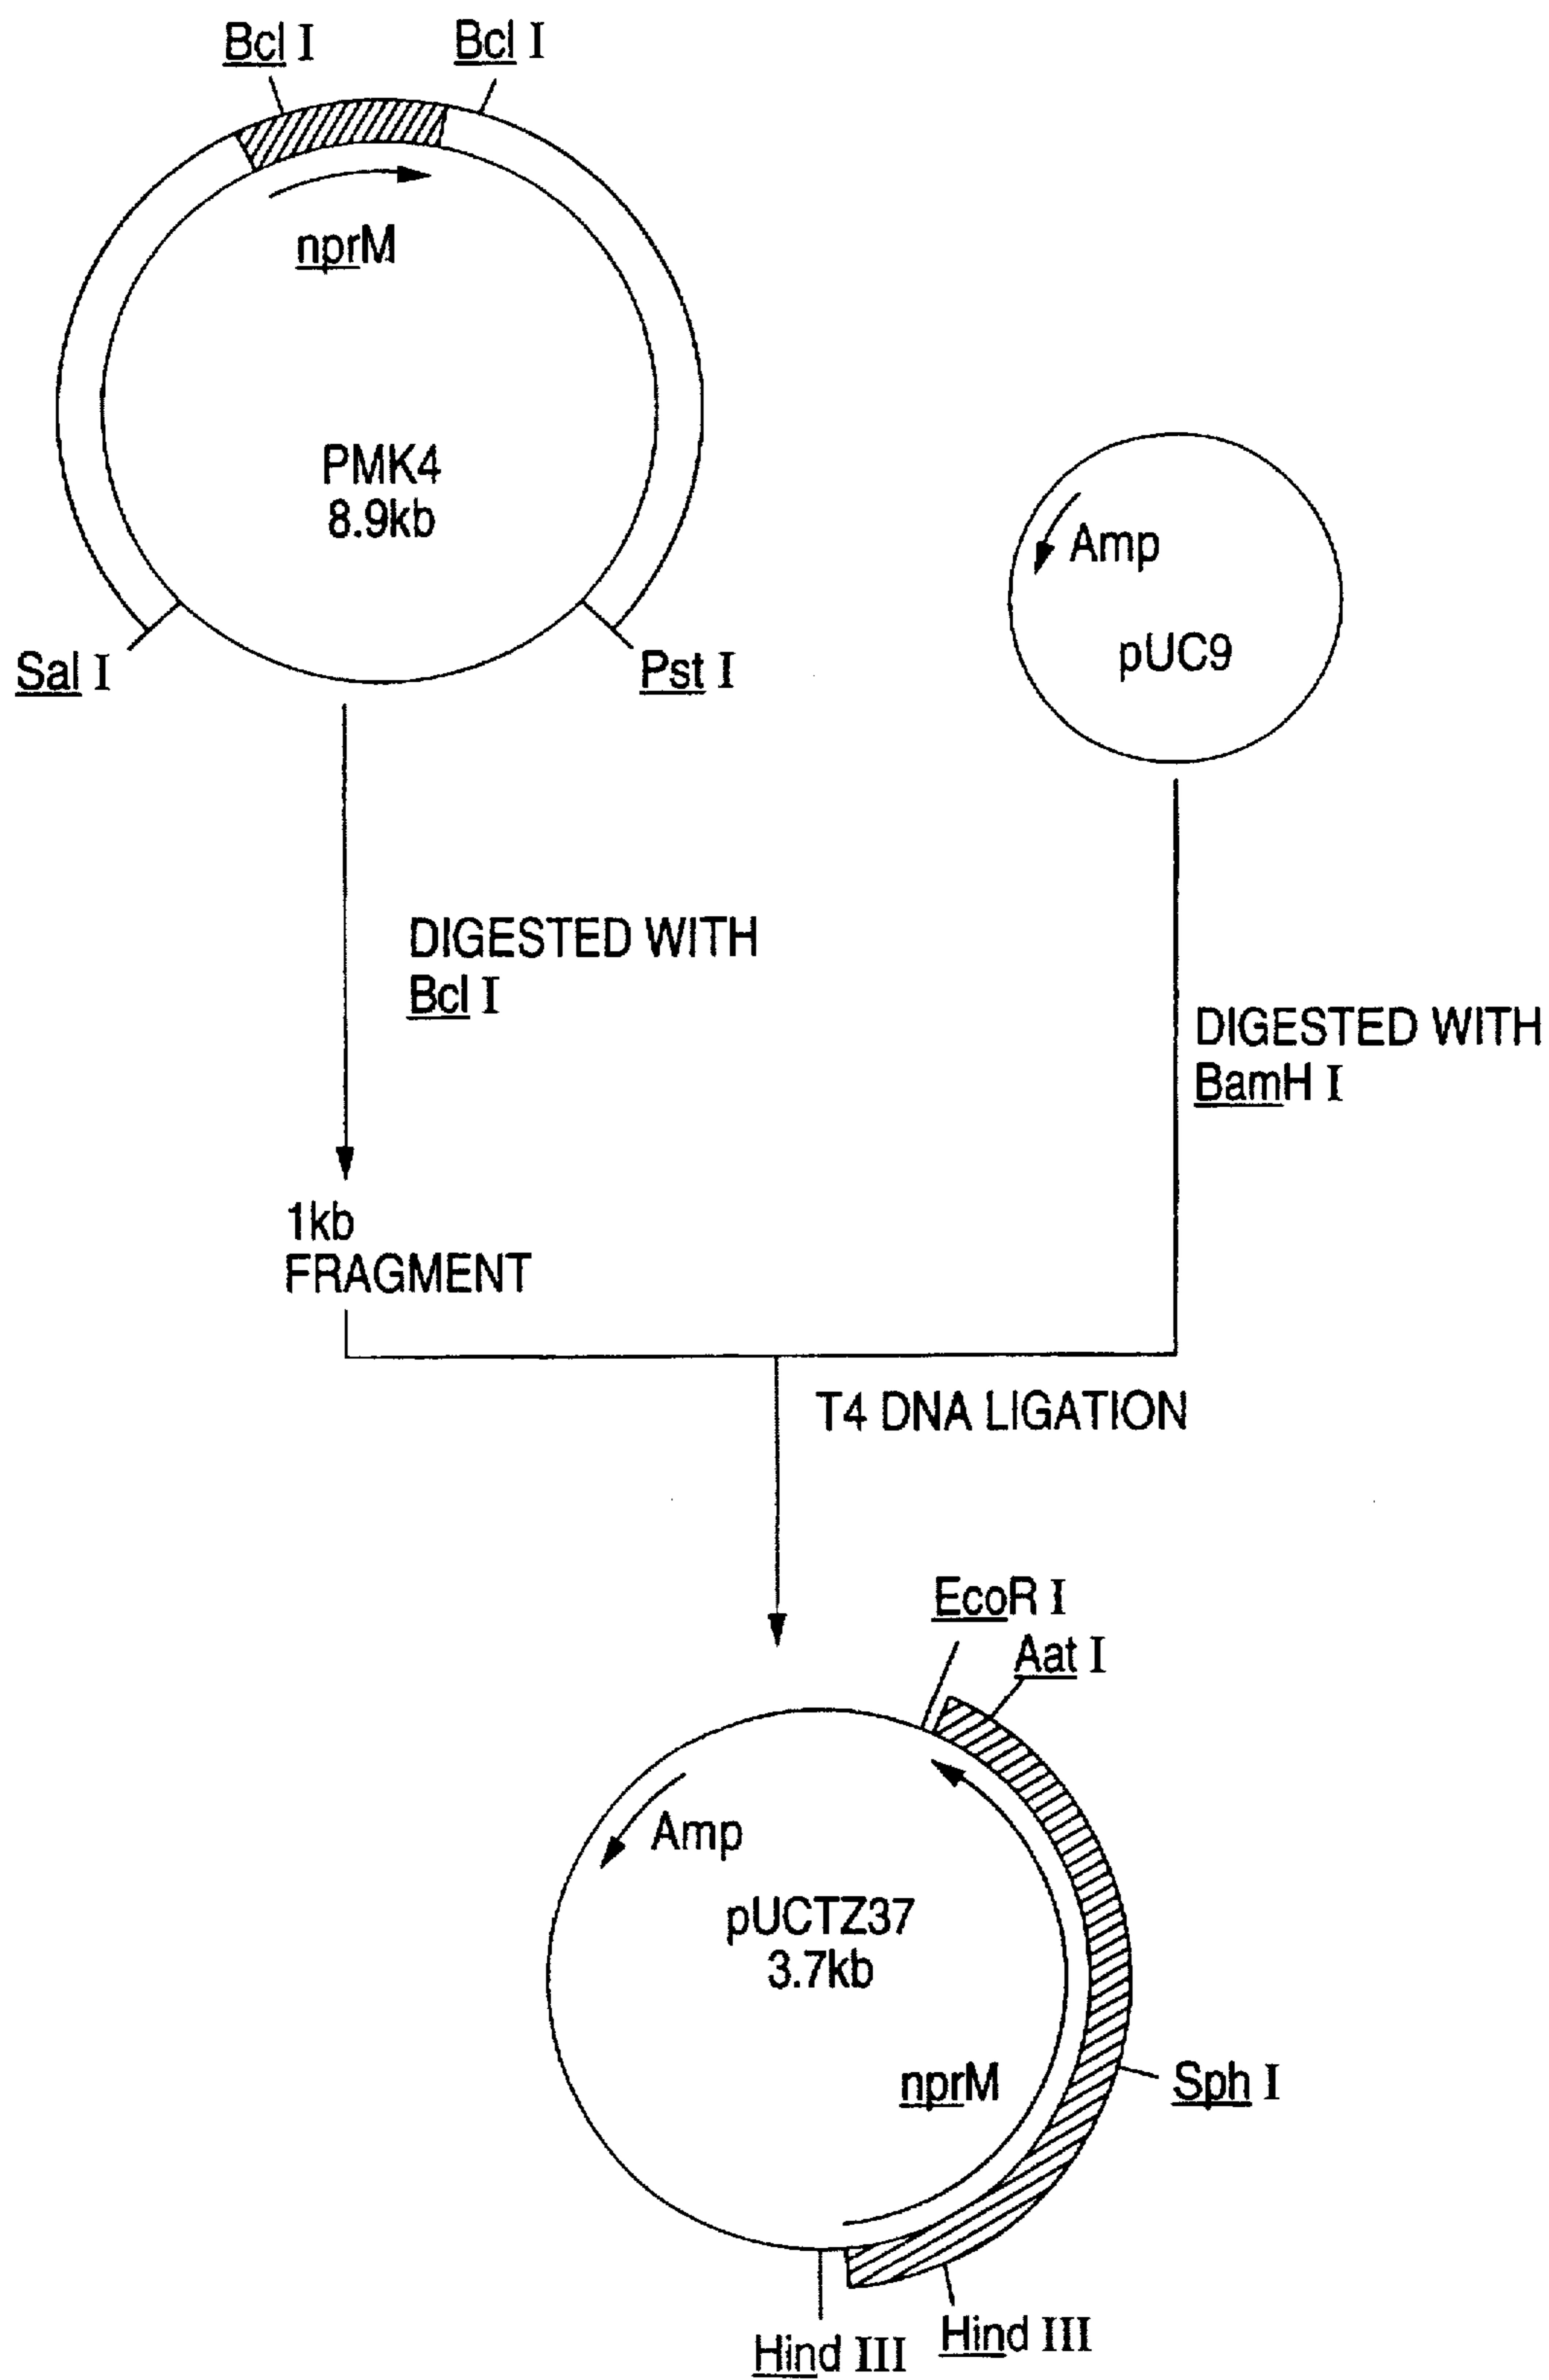 Bcl I
Bcl I
nprM
PMK4
8.9kb
Sal I
Pst I
Amp
pUC9
DIGESTED WITH
Bcl I
DIGESTED WITH
BamH I
1kb
FRAGMENT
T4 DNA LIGATION
EcoR I
Aat I
Amp
pUCTZ37
3.7kb
nprM
Sph I
Hind III
Hind III